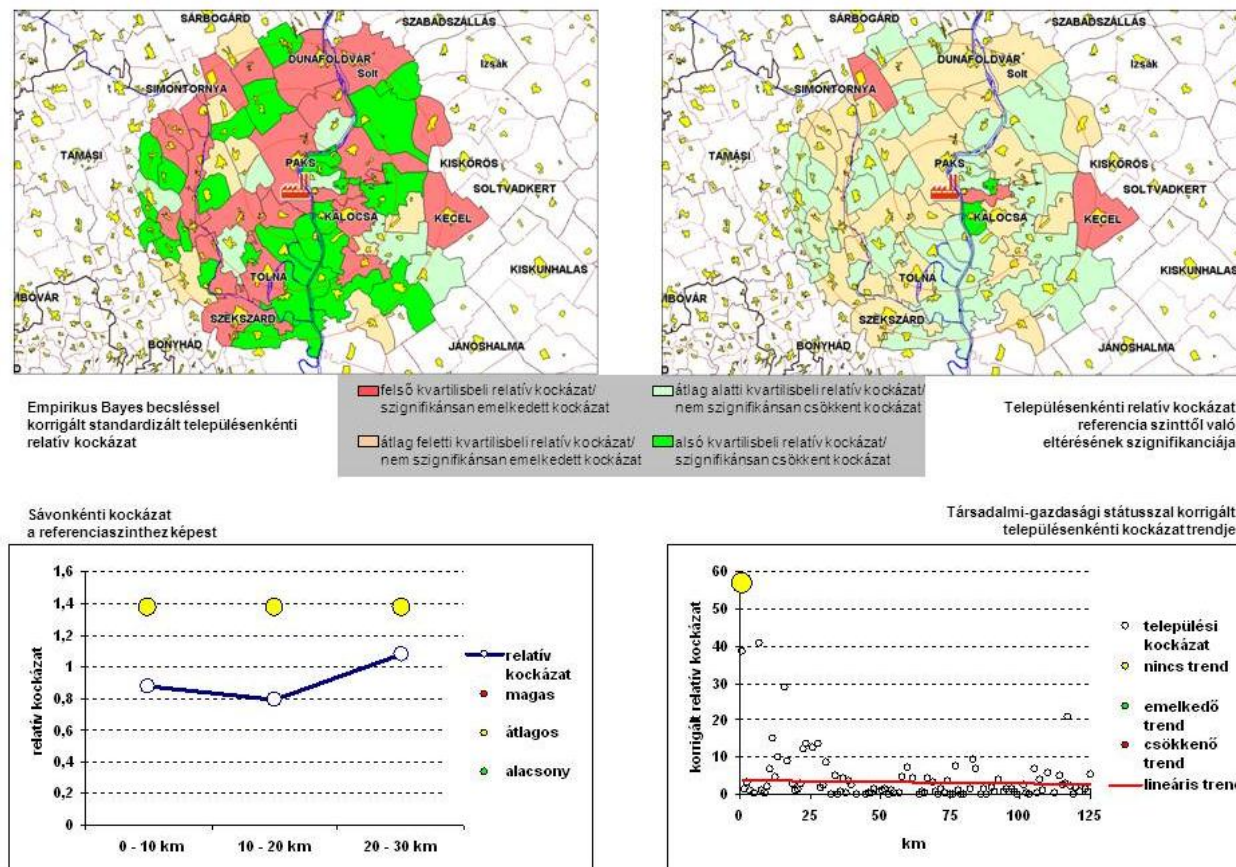 SÁRBOGÁRD
SZABADSZÁLLÁS
DUNAFÖLDVÁR
Izsák
Solt
SIMONTORNYA
TAMÁSI
PAKS
KISKŐRÖS
SOLTVADKERT
KALOCSA
KECEL
KISKUNHALAS
TOLNA
MBÓVÁR
SZEKSZÁRD
BONYHÁD
JÁNOSHALMA
SÁRBOGÁRD
SZABADSZÁLLÁS
DUNAFÖLDVÁR
Izsák
Solt
SIMONTORNYA
TAMÁSI
PAKS
KISKŐRÖS
SOLTVADKERT
KALOCSA
KECEL
KISKUNHALAS
TOLNA
MBÓVÁR
SZEKSZÁRD
BONYHÁD
JÁNOSHALMA
Empirikus Bayes becsléssel
korrigált standardizált településenkénti
relatív kockázat
felső kvartilisbeli relatív kockázat/
szignifikánsan emelkedett kockázat
átlag feletti kvartilisbeli relatív kockázat/
nem szignifikánsan emelkedett kockázat
átlag alatti kvartilisbeli relatív kockázat/
nem szignifikánsan csökkent kockázat
alsó kvartilisbeli relatív kockázat/
szignifikánsan csökkent kockázat
Településenkénti relatív kockázat
referencia szinttől való
eltérésének szignifikanciája
Sávonkénti kockázat
a referenciaszinthez képest
relatív kockázat
1,6
1,4
1,2
1
0,8
0,6
0,4
0,2
0
0 - 10 km
10 - 20 km
20 - 30 km
relatív
kockázat
magas
átlagos
alacsony
Társadalmi-gazdasági státusszal korrigált
településenkénti kockázat trendje
korrigált relatív kockázat
60
50
40
30
20
10
0
0
25
50
75
100
125
km
települési
kockázat
nincs trend
emelkedő
trend
csökkenő
trend
lineáris trend